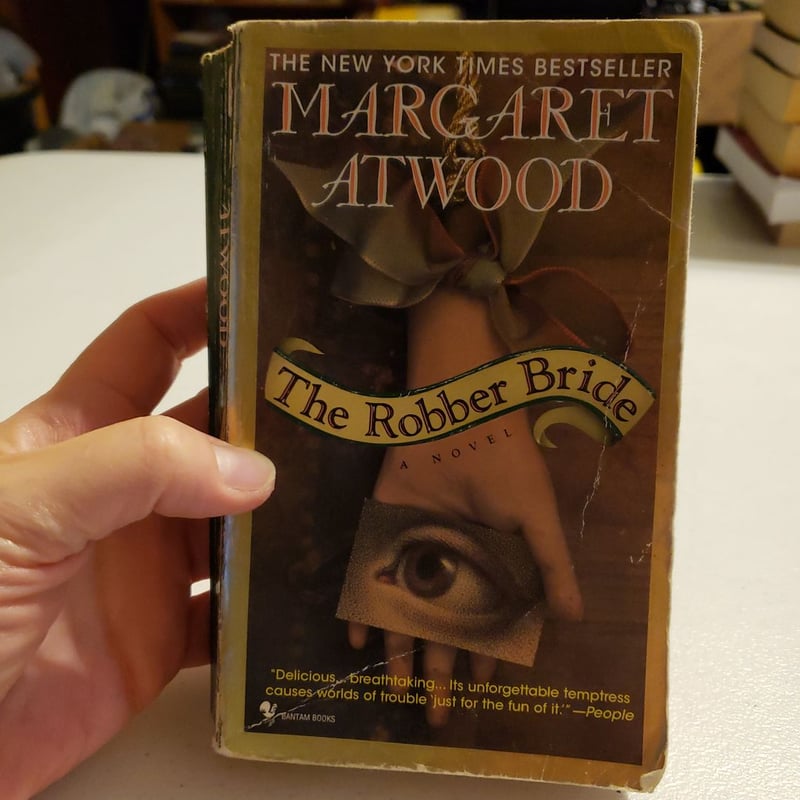 THE NEW YORK TIMES BESTSELLER
MARGARET
ATWOOD
The Robber Bride
A NOVEL
"Delicious... breathtaking... Its unforgettable temptress
causes worlds of trouble 'just for the fun of it.'" —People
BANTAM BOOKS
ATWOOD